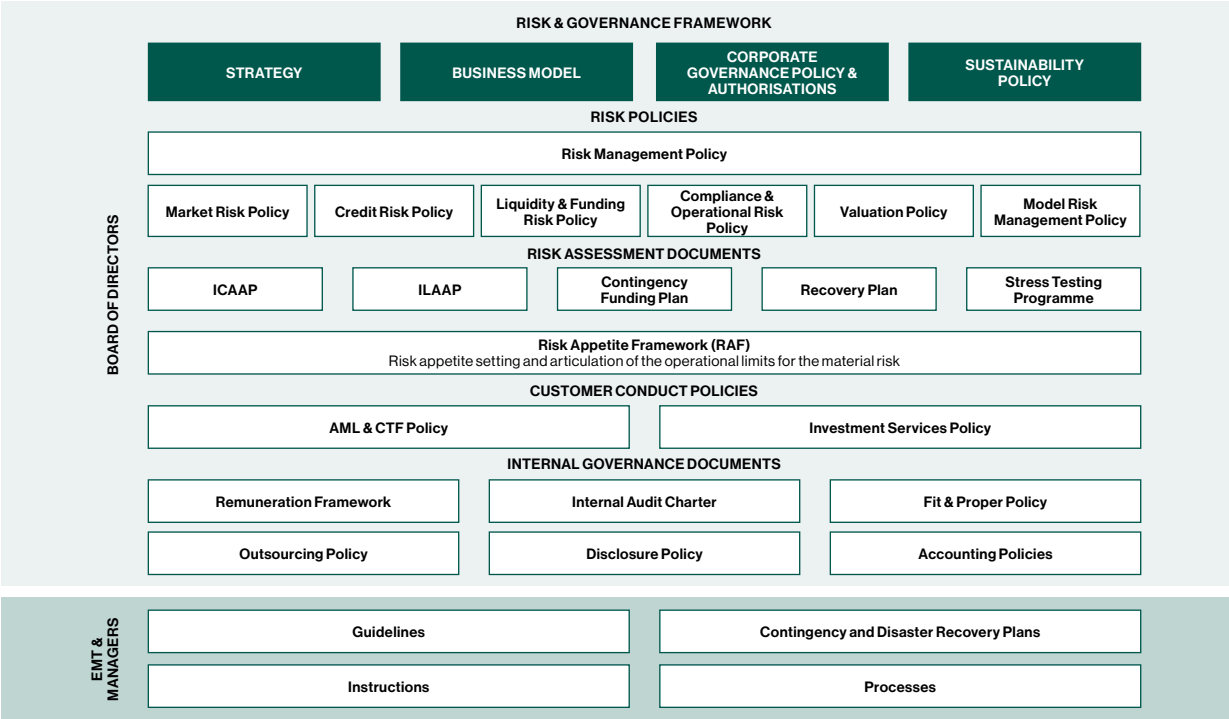 RISK & GOVERNANCE FRAMEWORK
STRATEGY
BUSINESS MODEL
CORPORATE
GOVERNANCE POLICY &
AUTHORISATIONS
SUSTAINABILITY
POLICY
RISK POLICIES
Risk Management Policy
Market Risk Policy
Credit Risk Policy
Liquidity & Funding
Risk Policy
Compliance &
Operational Risk
Policy
Valuation Policy
Model Risk
Management Policy
BOARD OF DIRECTORS
RISK ASSESSMENT DOCUMENTS
ICAAP
ILAAP
Contingency
Funding Plan
Recovery Plan
Stress Testing
Programme
Risk Appetite Framework (RAF)
Risk appetite setting and articulation of the operational limits for the material risk
CUSTOMER CONDUCT POLICIES
AML & CTF Policy
Investment Services Policy
INTERNAL GOVERNANCE DOCUMENTS
Remuneration Framework
Internal Audit Charter
Fit & Proper Policy
Outsourcing Policy
Disclosure Policy
Accounting Policies
EMT &
MANAGERS
Guidelines
Contingency and Disaster Recovery Plans
Instructions
Processes